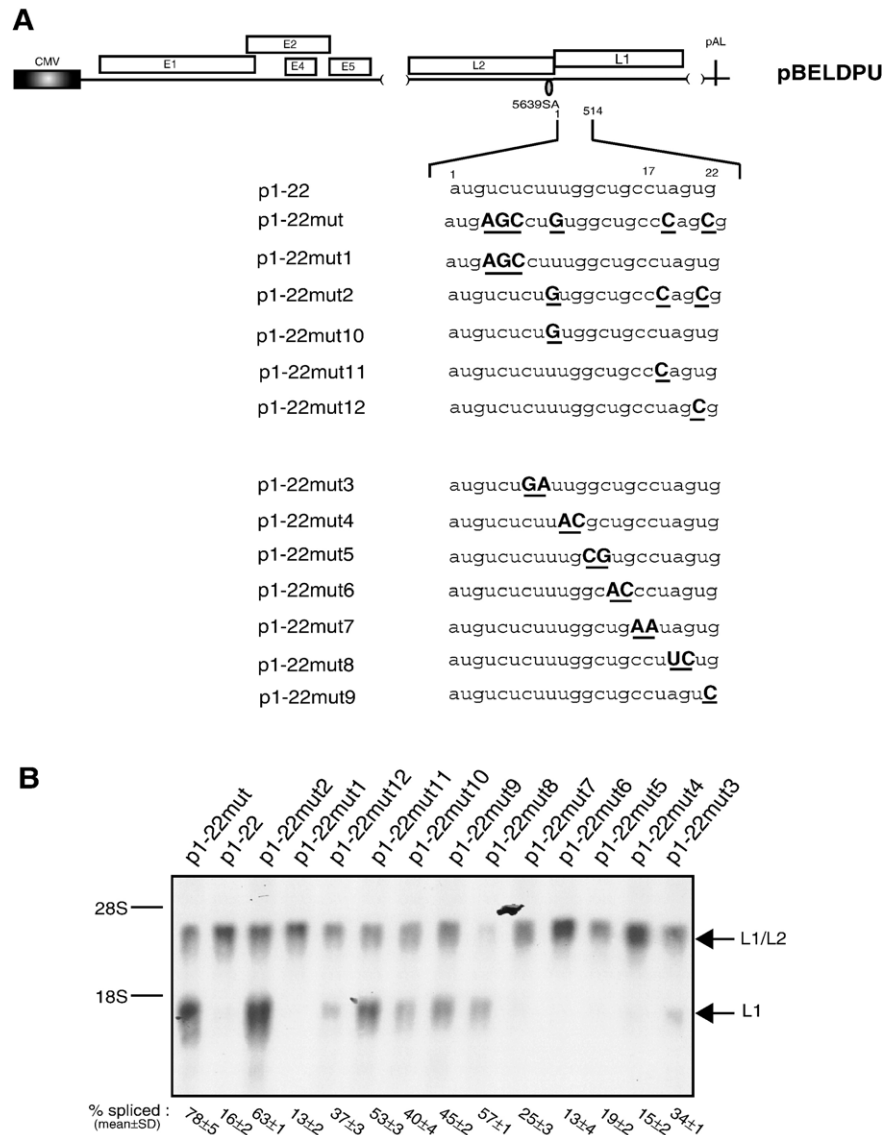 A
CMV E1 E2 E4 E5 L2 L1 pAL pBELDPU
5639SA
1 514
1 17 22
p1-22 augucucuuuggcugccuagug
p1-22mut augAGCcuGuggcugccCagCg
p1-22mut1 augAGCcuuuggcugccuagug
p1-22mut2 augucucuGuggcugccCagCg
p1-22mut10 augucucuGuggcugccuagug
p1-22mut11 augucucuuuggcugccCagug
p1-22mut12 augucucuuuggcugccuagCg
p1-22mut3 augucuGAuuggcugccuagug
p1-22mut4 augucucuuACgcugccuagug
p1-22mut5 augucucuuugCGugccuagug
p1-22mut6 augucucuuuggcACccuagug
p1-22mut7 augucucuuuggcugAAuagug
p1-22mut8 augucucuuuggcugccuUCug
p1-22mut9 augucucuuuggcugccuaguC
B
p1-22mut p1-22 p1-22mut2 p1-22mut1 p1-22mut12 p1-22mut11 p1-22mut10 p1-22mut9 p1-22mut8 p1-22mut7 p1-22mut6 p1-22mut5 p1-22mut4 p1-22mut3
28S
L1/L2
18S
L1
% spliced : 78±5 16±2 63±1 13±2 37±3 53±3 40±4 45±2 57±1 25±3 13±4 19±2 15±2 34±1
(mean±SD)